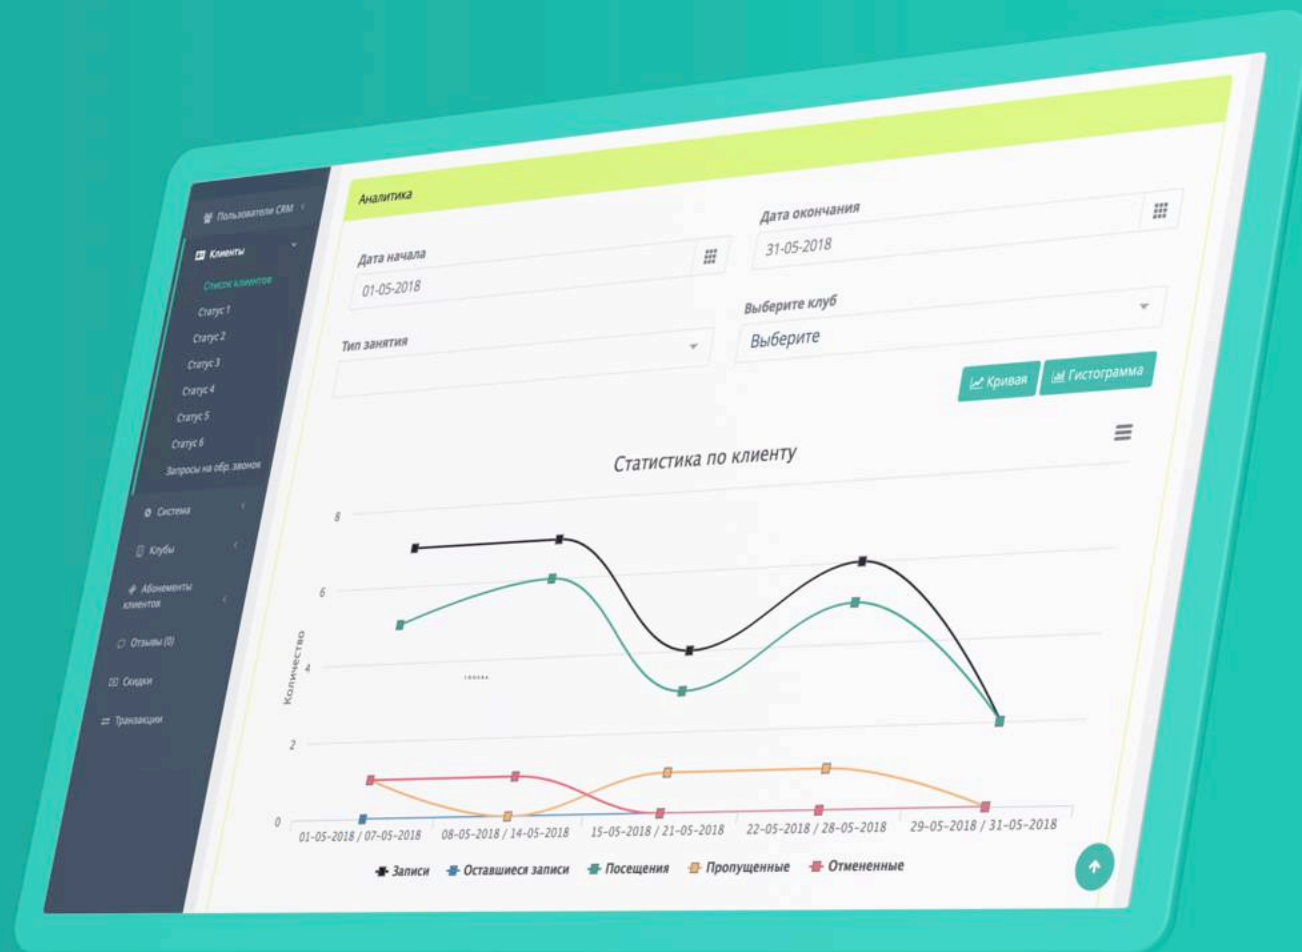 Пользователи CRM
Клиенты
Список клиентов
Статус 1
Статус 2
Статус 3
Статус 4
Статус 5
Статус 6
Запросы на обр. звонок
Система
Клубы
Абонементы
клиентов
Отзывы (0)
Скидки
Транзакции
Аналитика
Дата начала
01-05-2018
Дата окончания
31-05-2018
Тип занятия
Выберите клуб
Выберите
Кривая
Гистограмма
Статистика по клиенту
Количество
8
6
4
2
0
01-05-2018 / 07-05-2018
08-05-2018 / 14-05-2018
15-05-2018 / 21-05-2018
22-05-2018 / 28-05-2018
29-05-2018 / 31-05-2018
Записи
Оставшиеся записи
Посещения
Пропущенные
Отмененные